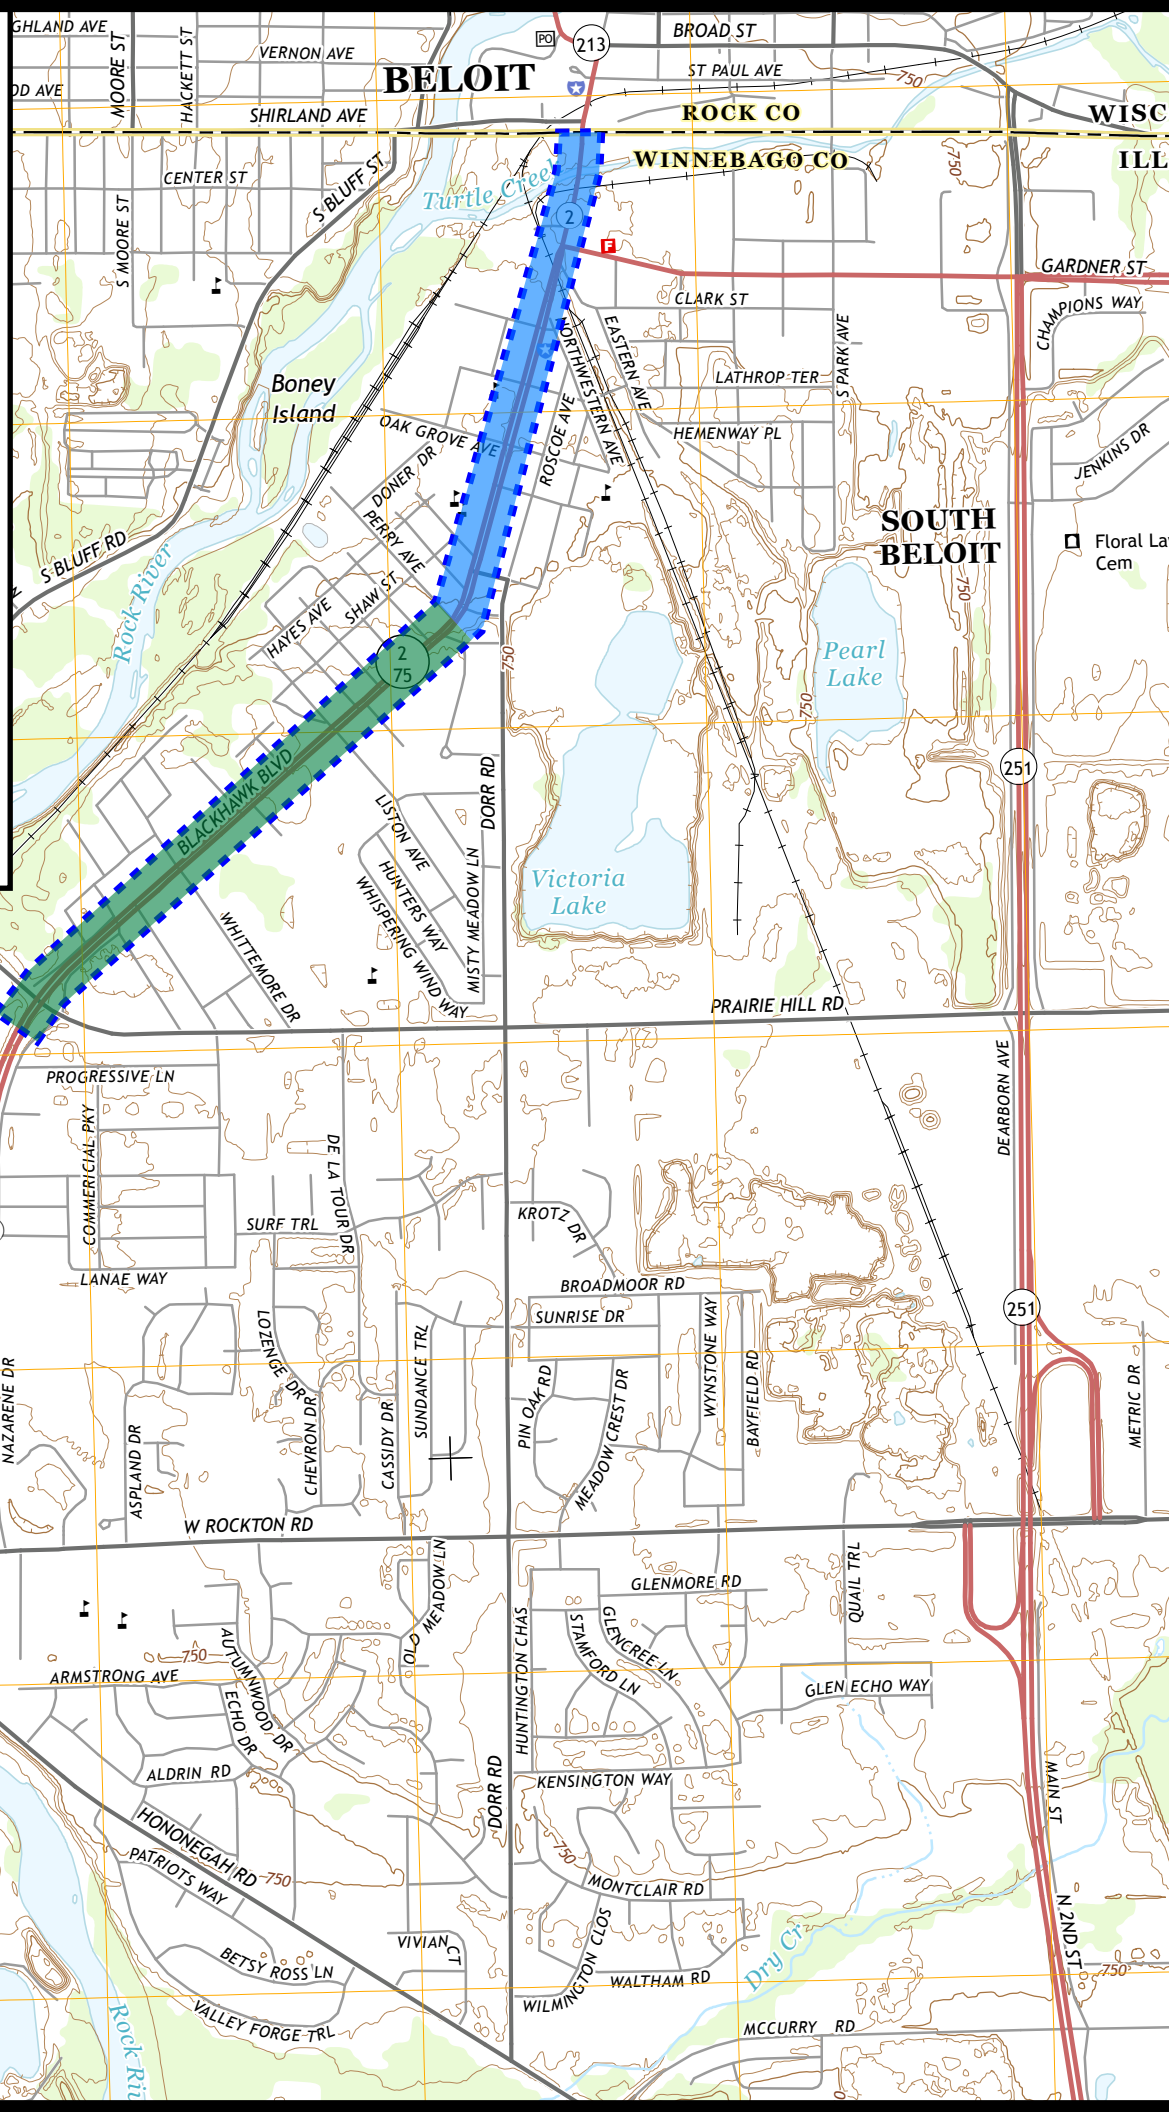 GHLAND AVE
MOORE ST
HACKETT ST
VERNON AVE
PO
213
BROAD ST
ST PAUL AVE
750
OD AVE
BELOIT
SHIRLAND AVE
ROCK CO
WISC
WINNEBAGO CO
ILL
750
CENTER ST
S BLUFF ST
Turtle Creek
2
S MOORE ST
F
GARDNER ST
CLARK ST
CHAMPIONS WAY
NORTHWESTERN AVE
EASTERN AVE
S PARK AVE
Boney
Island
LATHROP TER
OAK GROVE AVE
ROSCOE AVE
HEMENWAY PL
JENKINS DR
DONER DR
PERRY AVE
SOUTH
BELOIT
Floral La
Cem
S BLUFF RD
Rock River
SHAW ST
HAYES AVE
750
2
75
750
Pearl
Lake
750
BLACKHAWK BLVD
DORR RD
251
LISTON AVE
HUNTERS WAY
WHISPERING WIND WAY
MISTY MEADOW LN
Victoria
Lake
WHITTEMORE DR
PRAIRIE HILL RD
PROGRESSIVE LN
DEARBORN AVE
COMMERICIAL PKY
DE LA TOUR DR
SURF TRL
KROTZ DR
LANAE WAY
BROADMOOR RD
SUNRISE DR
251
LOZENGE DR
SUNDANCE TRL
WYNSTONE WAY
BAYFIELD RD
NAZARENE DR
PIN OAK RD
MEADOW CREST DR
METRIC DR
ASPLAND DR
CHEVRON DR
CASSIDY DR
W ROCKTON RD
OLD MEADOW LN
GLENMORE RD
QUAIL TRL
HUNTINGTON CHAS
STAMFORD LN
GLENCREE LN
750
AUTUMNWOOD DR
ARMSTRONG AVE
ECHO DR
GLEN ECHO WAY
ALDRIN RD
DORR RD
KENSINGTON WAY
MAIN ST
HONONEGAH RD
750
PATRIOTS WAY
750
MONTCLAIR RD
N 2ND ST
VIVIAN CT
WILMINGTON CLOS
BETSY ROSS LN
WALTHAM RD
Dry Cr
750
VALLEY FORGE TRL
Rock Riv
MCCURRY RD